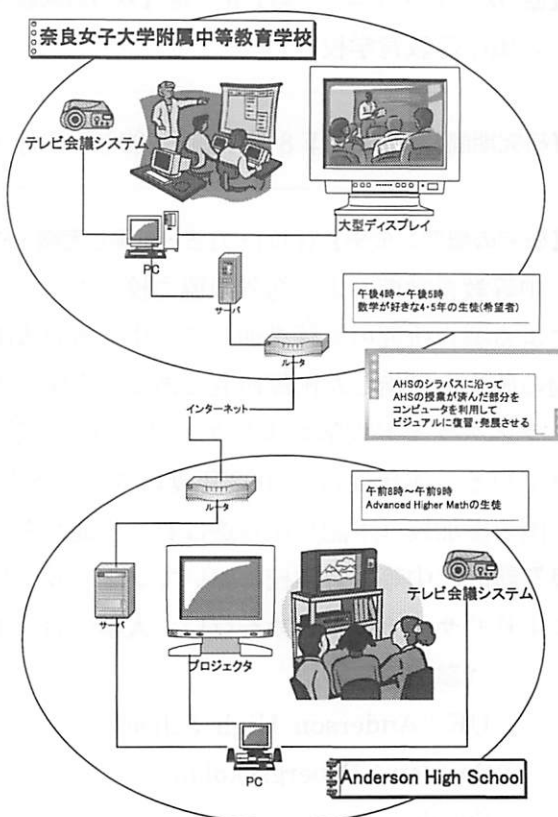 奈良女子大学附属中等教育学校
テレビ会議システム
大型ディスプレイ
PC
サーバ
午後4時～午後5時
数学が好きな4・5年の生徒(希望者)
ルータ
AHSのシラバスに沿って
AHSの授業が済んだ部分を
コンピュータを利用して
ビジュアルに復習・発展させる
インターネット
ルータ
午前8時～午前9時
Advanced Higher Mathの生徒
サーバ
テレビ会議システム
プロジェクタ
PC
Anderson High School